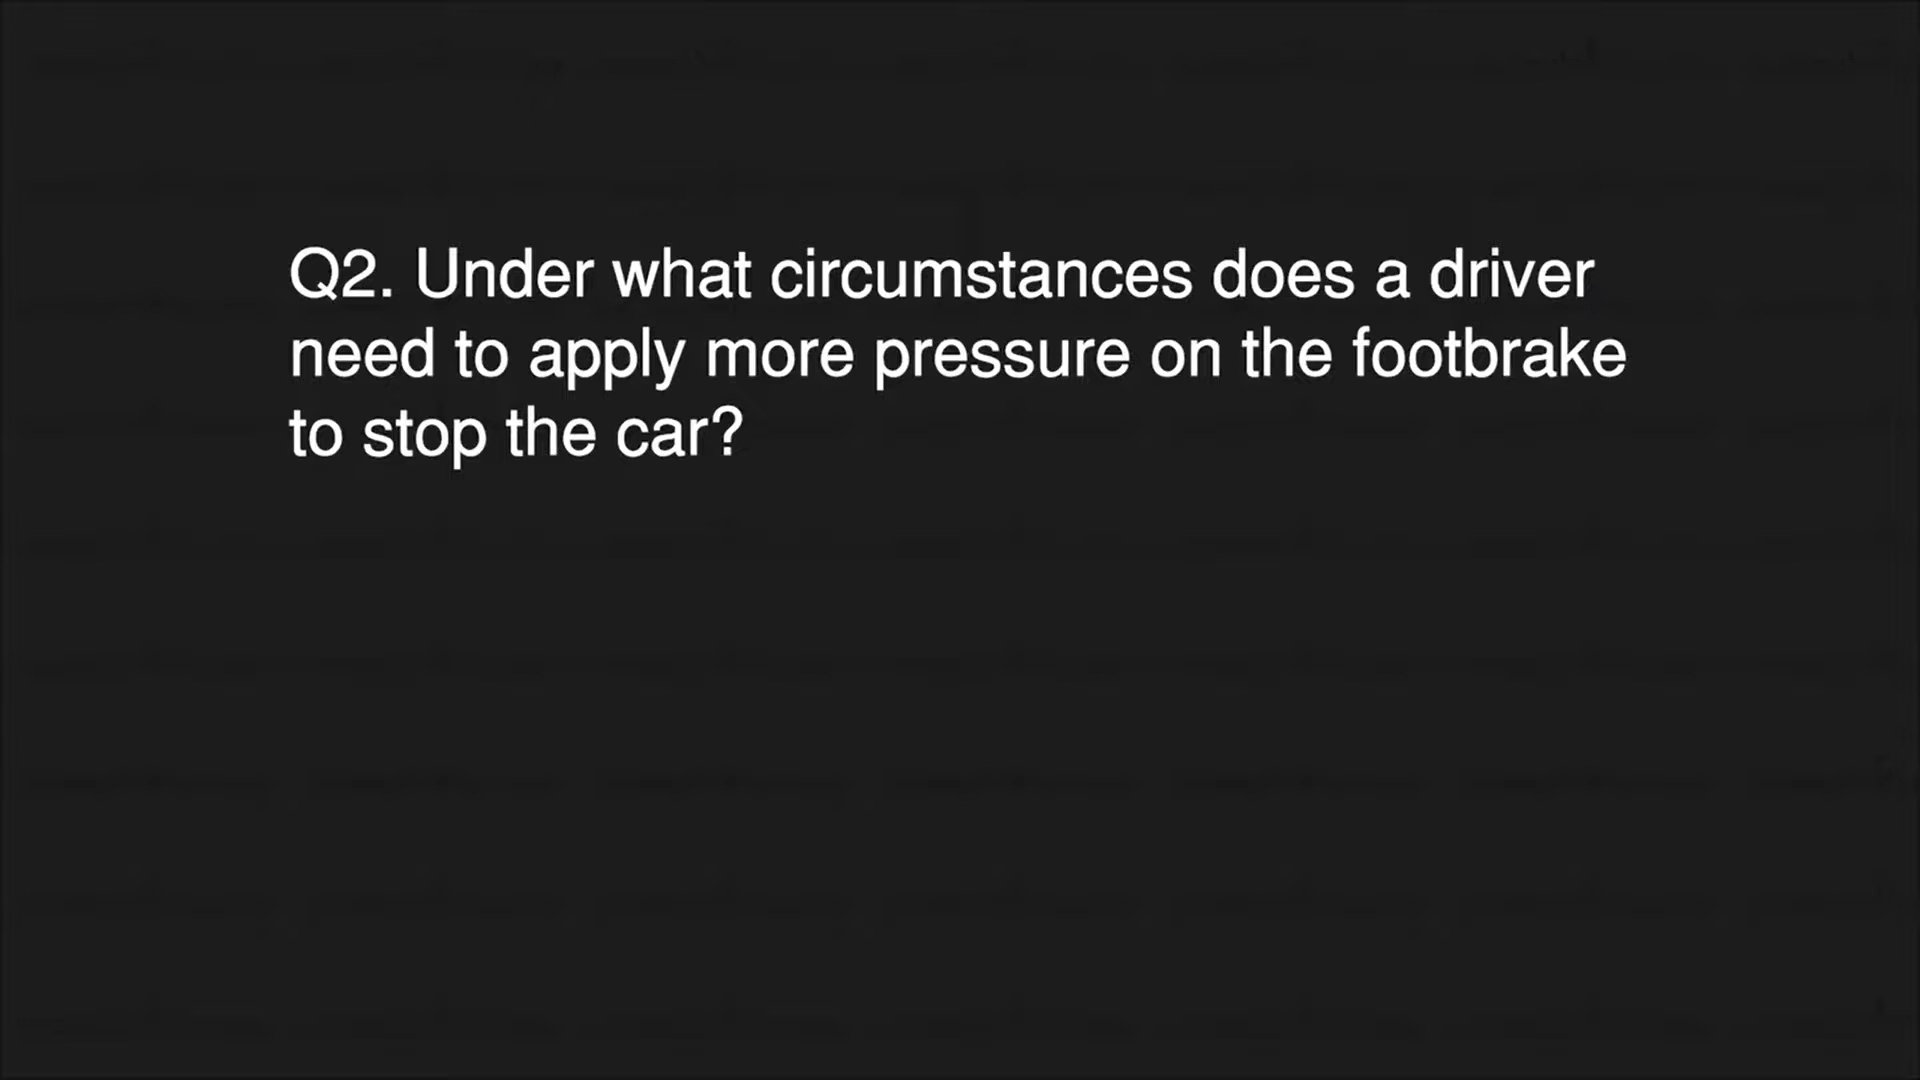 Q2. Under what circumstances does a driver
need to apply more pressure on the footbrake
to stop the car?